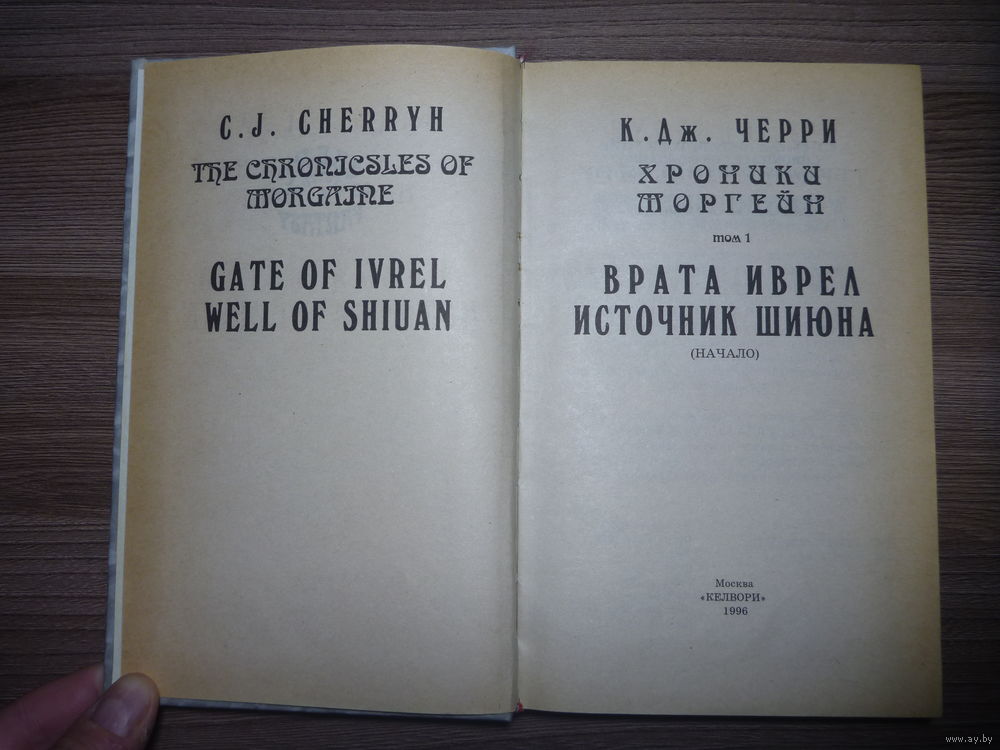 C.J. CHERRYH
THE CHRONICSLES OF
MORGAINE
GATE OF IVREL
WELL OF SHIUAN
К. Дж. ЧЕРРИ
ХРОНИКИ
МОРГЕЙН
том 1
ВРАТА ИВРЕЛ
ИСТОЧНИК ШИЮНА
(НАЧАЛО)
Москва
«КЕЛВОРИ»
1996
www.ay.by